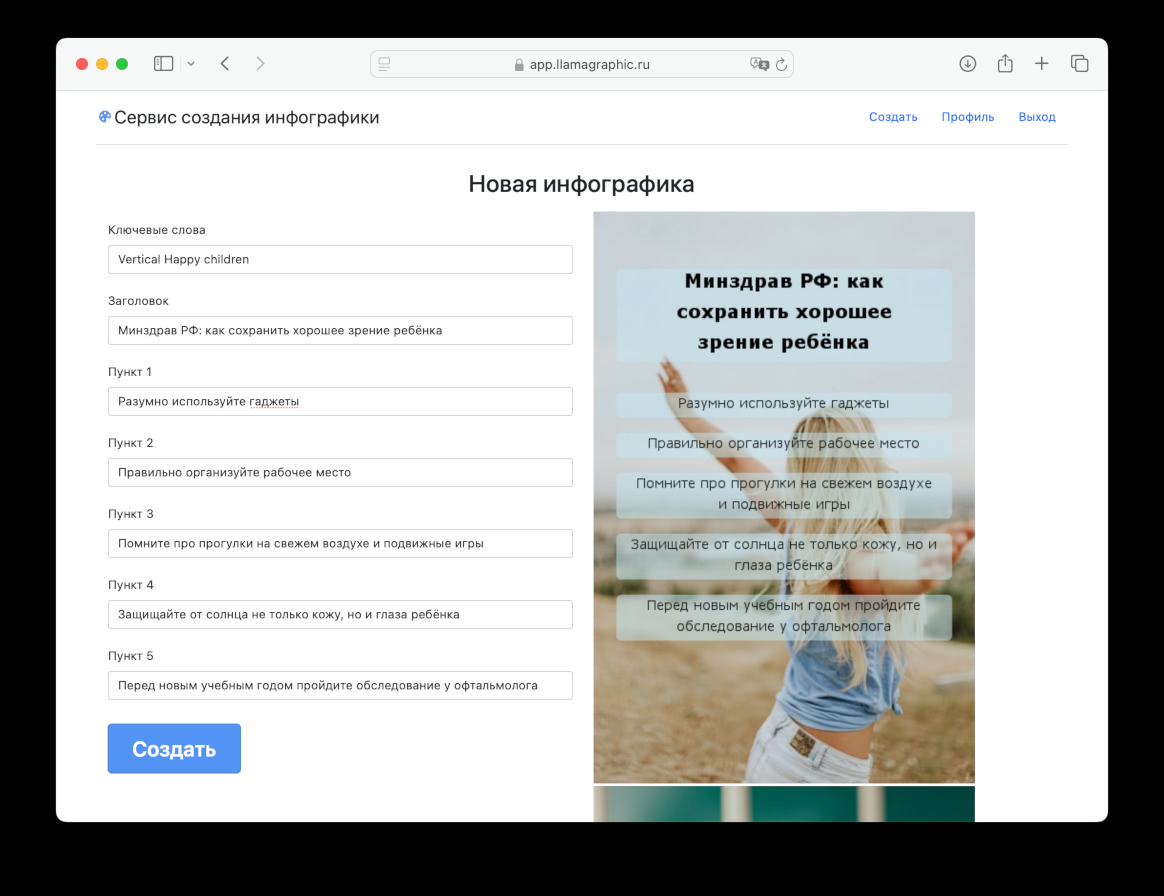 app.llamagraphic.ru
Сервис создания инфографики
Создать
Профиль
Выход
Новая инфографика
Ключевые слова
Vertical Happy children
Заголовок
Минздрав РФ: как сохранить хорошее зрение ребёнка
Пункт 1
Разумно используйте гаджеты
Пункт 2
Правильно организуйте рабочее место
Пункт 3
Помните про прогулки на свежем воздухе и подвижные игры
Пункт 4
Защищайте от солнца не только кожу, но и глаза ребёнка
Пункт 5
Перед новым учебным годом пройдите обследование у офтальмолога
Создать
Минздрав РФ: как
сохранить хорошее
зрение ребёнка
Разумно используйте гаджеты
Правильно организуйте рабочее место
Помните про прогулки на свежем воздухе
и подвижные игры
Защищайте от солнца не только кожу, но и
глаза ребёнка
Перед новым учебным годом пройдите
обследование у офтальмолога